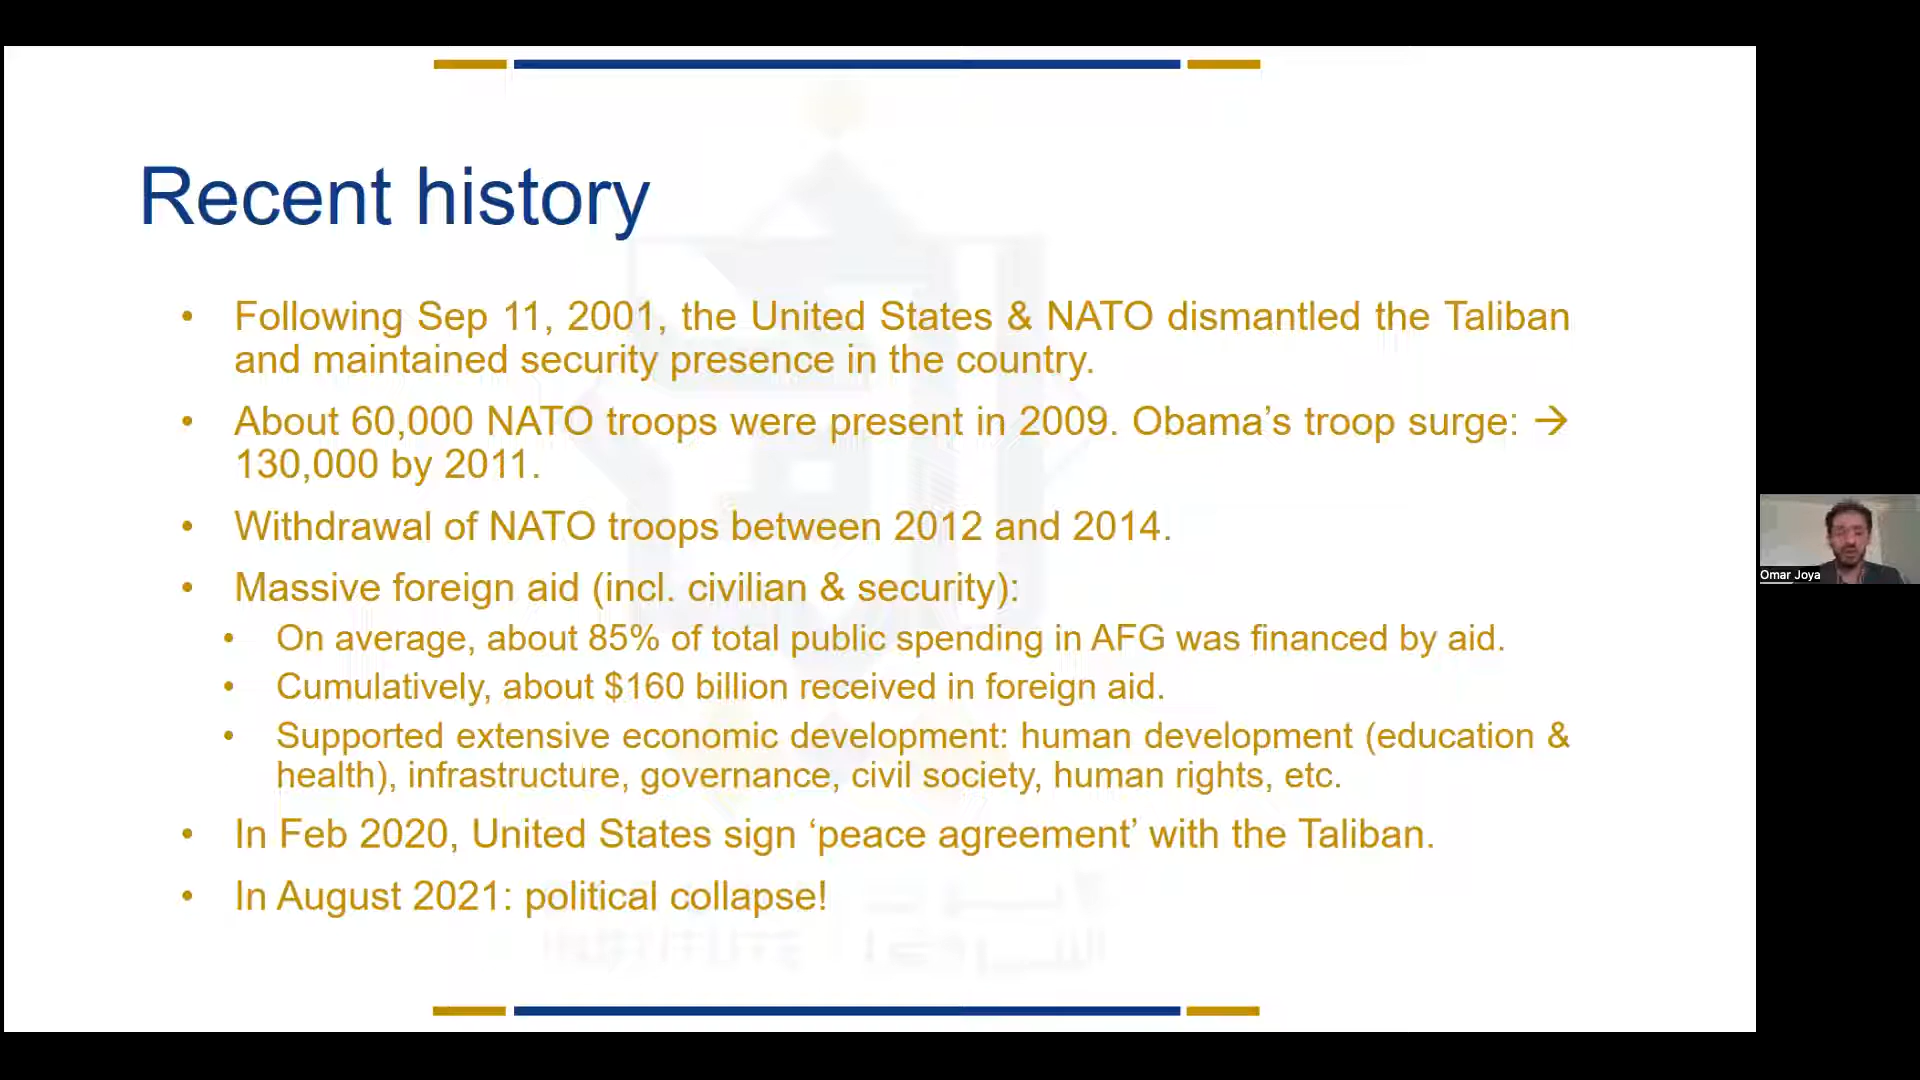 Recent history
• Following Sep 11, 2001, the United States & NATO dismantled the Taliban
and maintained security presence in the country.
• About 60,000 NATO troops were present in 2009. Obama’s troop surge: →
130,000 by 2011.
• Withdrawal of NATO troops between 2012 and 2014.
• Massive foreign aid (incl. civilian & security):
• On average, about 85% of total public spending in AFG was financed by aid.
• Cumulatively, about $160 billion received in foreign aid.
• Supported extensive economic development: human development (education &
health), infrastructure, governance, civil society, human rights, etc.
• In Feb 2020, United States sign ‘peace agreement’ with the Taliban.
• In August 2021: political collapse!
INSTITUTE
Omar Joya